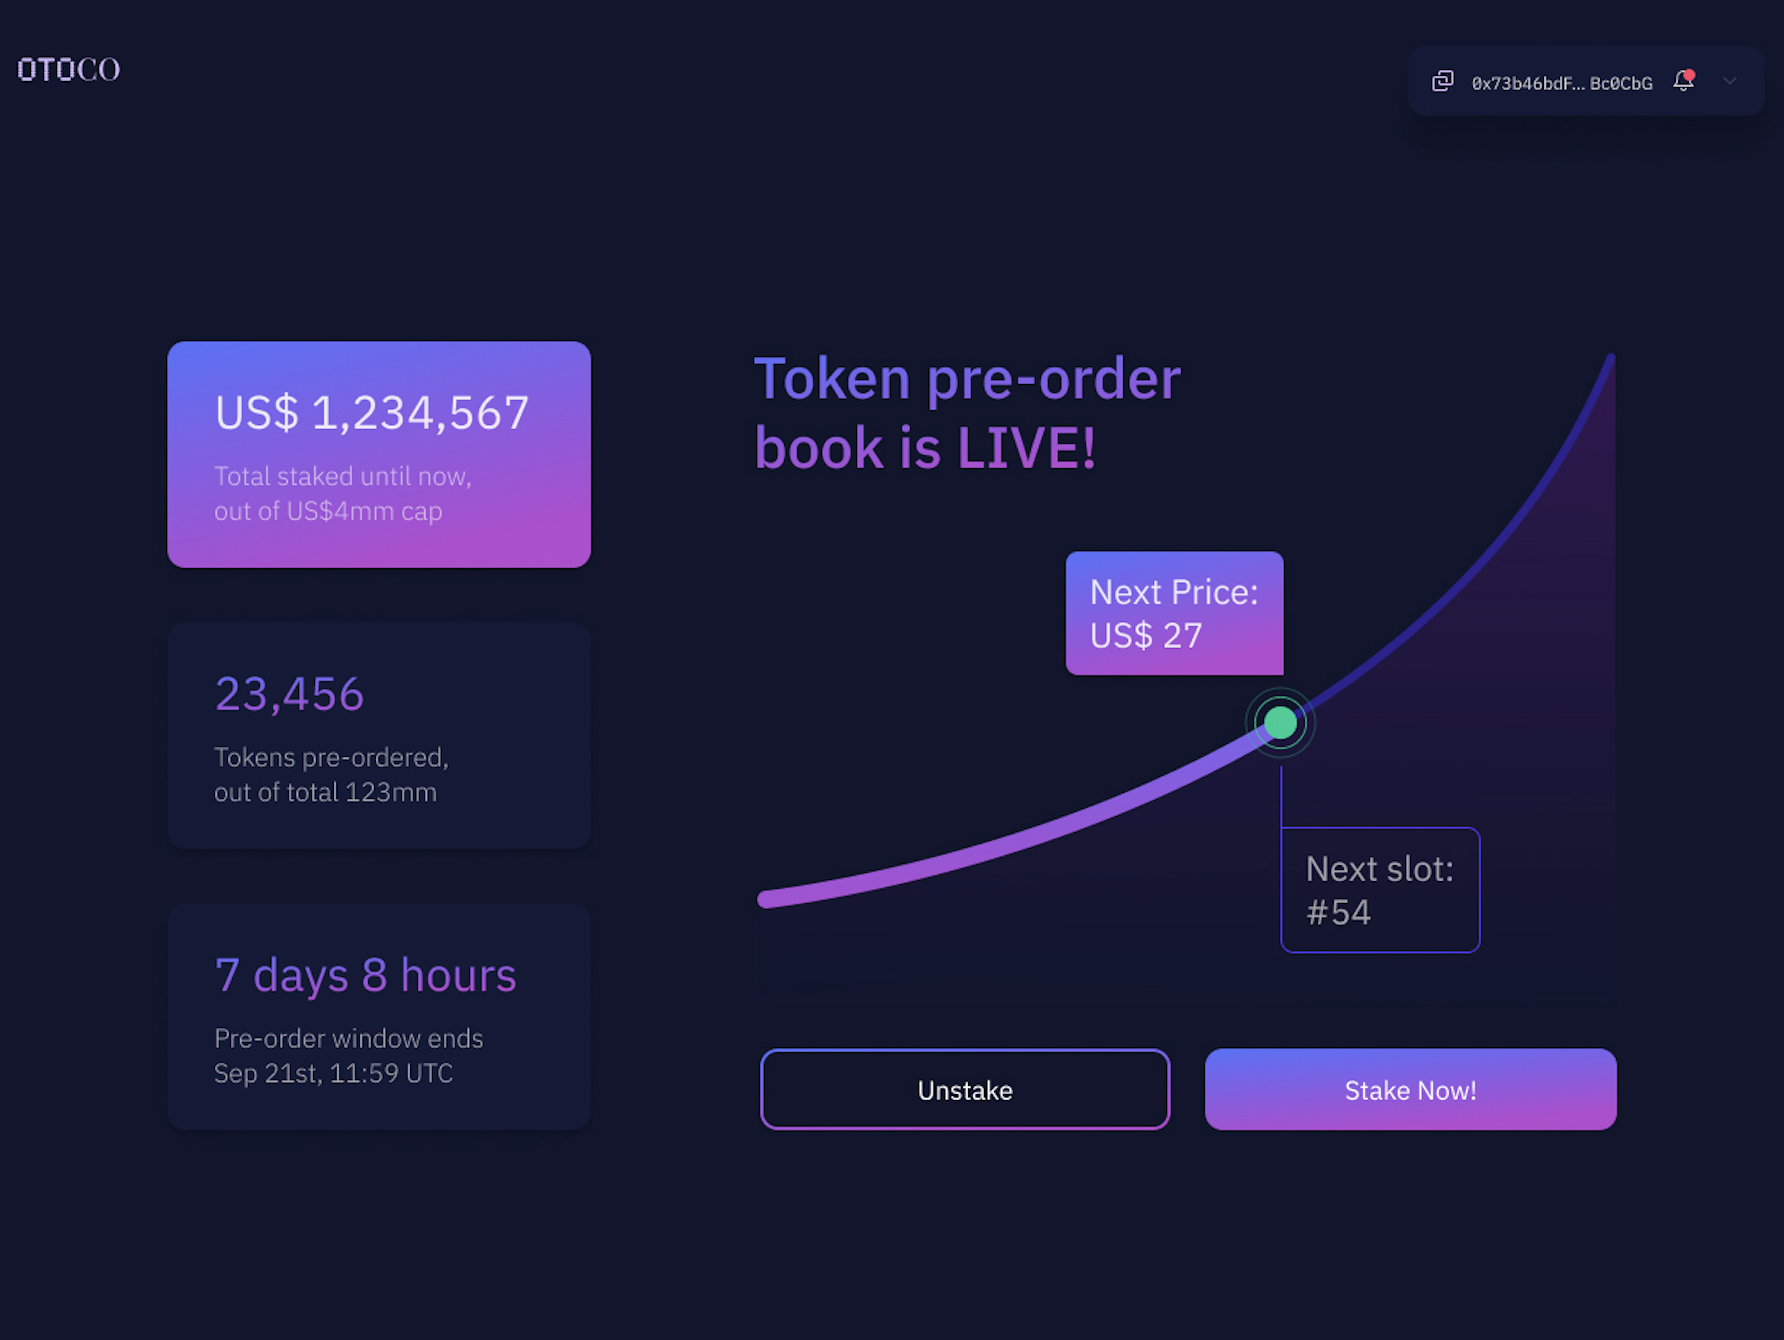 OTOCO
0x73b46bdF... Bc0CbG
US$ 1,234,567
Total staked until now,
out of US$4mm cap
23,456
Tokens pre-ordered,
out of total 123mm
7 days 8 hours
Pre-order window ends
Sep 21st, 11:59 UTC
Token pre-order
book is LIVE!
Next Price:
US$ 27
Next slot:
#54
Unstake
Stake Now!